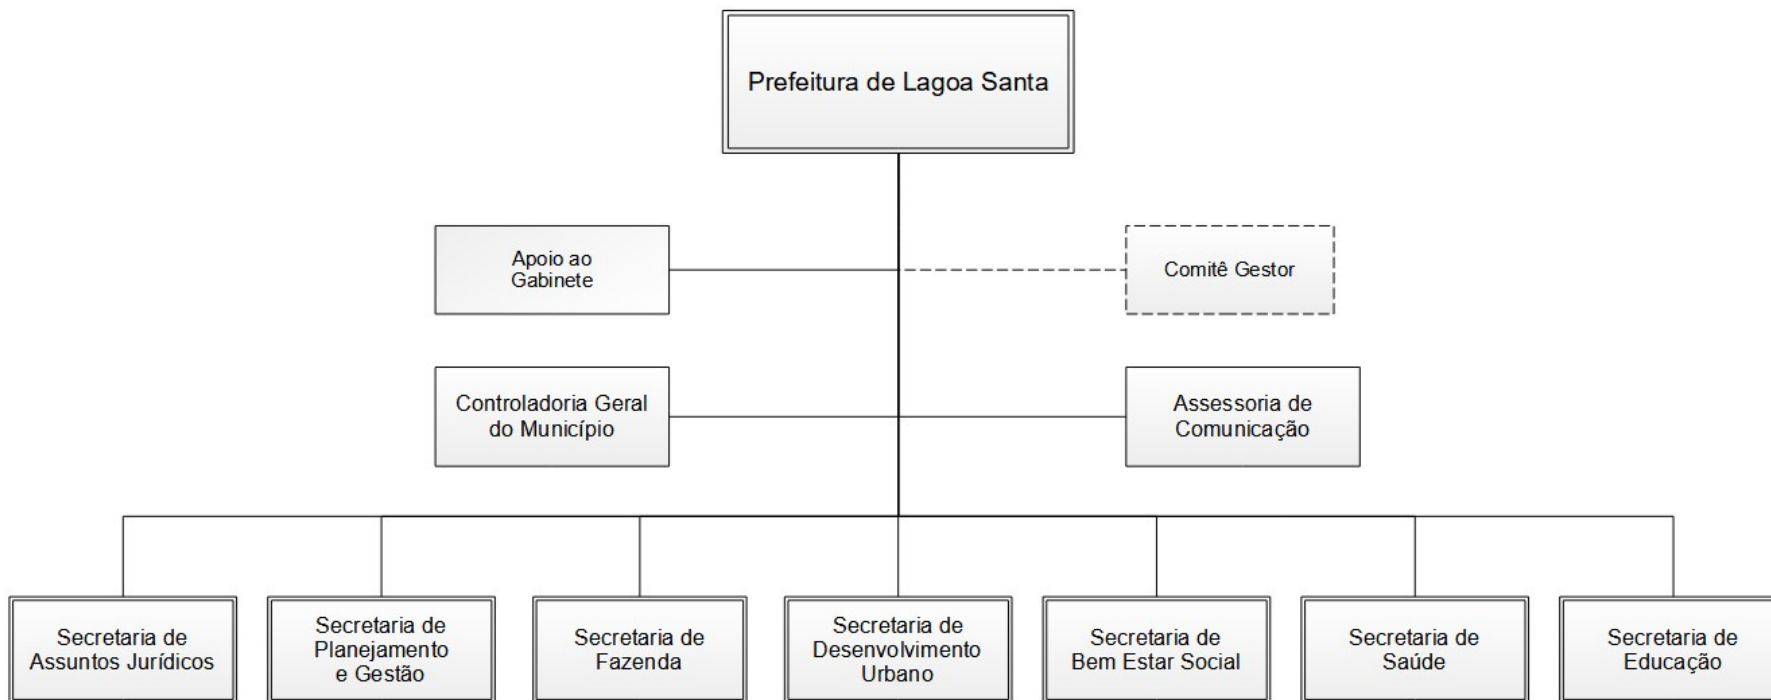 Prefeitura de Lagoa Santa
Apoio ao
Gabinete
Comitê Gestor
Controladoria Geral
do Município
Assessoria de
Comunicação
Secretaria de
Assuntos Jurídicos
Secretaria de
Planejamento
e Gestão
Secretaria de
Fazenda
Secretaria de
Desenvolvimento
Urbano
Secretaria de
Bem Estar Social
Secretaria de
Saúde
Secretaria de
Educação